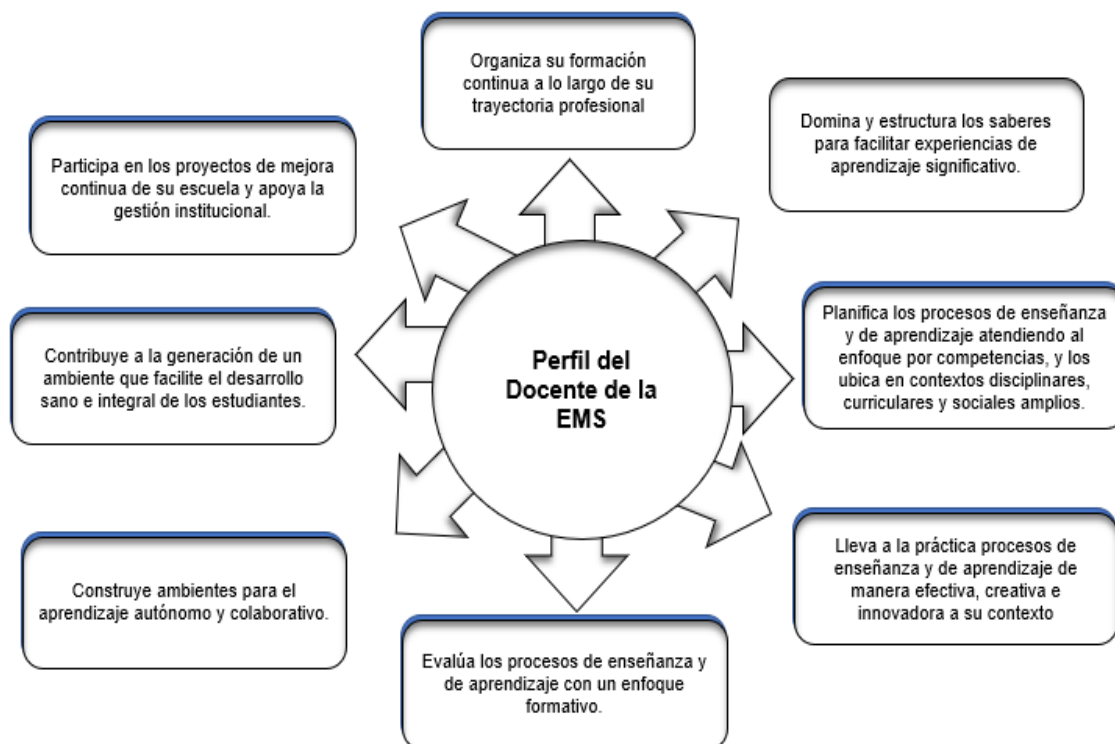 Organiza su formación
continua a lo largo de su
trayectoria profesional
Domina y estructura los saberes
para facilitar experiencias de
aprendizaje significativo.
Participa en los proyectos de mejora
continua de su escuela y apoya la
gestión institucional.
Planifica los procesos de enseñanza
y de aprendizaje atendiendo al
enfoque por competencias, y los
ubica en contextos disciplinares,
curriculares y sociales amplios.
Contribuye a la generación de un
ambiente que facilite el desarrollo
sano e integral de los estudiantes.
Perfil del
Docente de la
EMS
Lleva a la práctica procesos de
enseñanza y de aprendizaje de
manera efectiva, creativa e
innovadora a su contexto
Construye ambientes para el
aprendizaje autónomo y colaborativo.
Evalúa los procesos de enseñanza y
de aprendizaje con un enfoque
formativo.